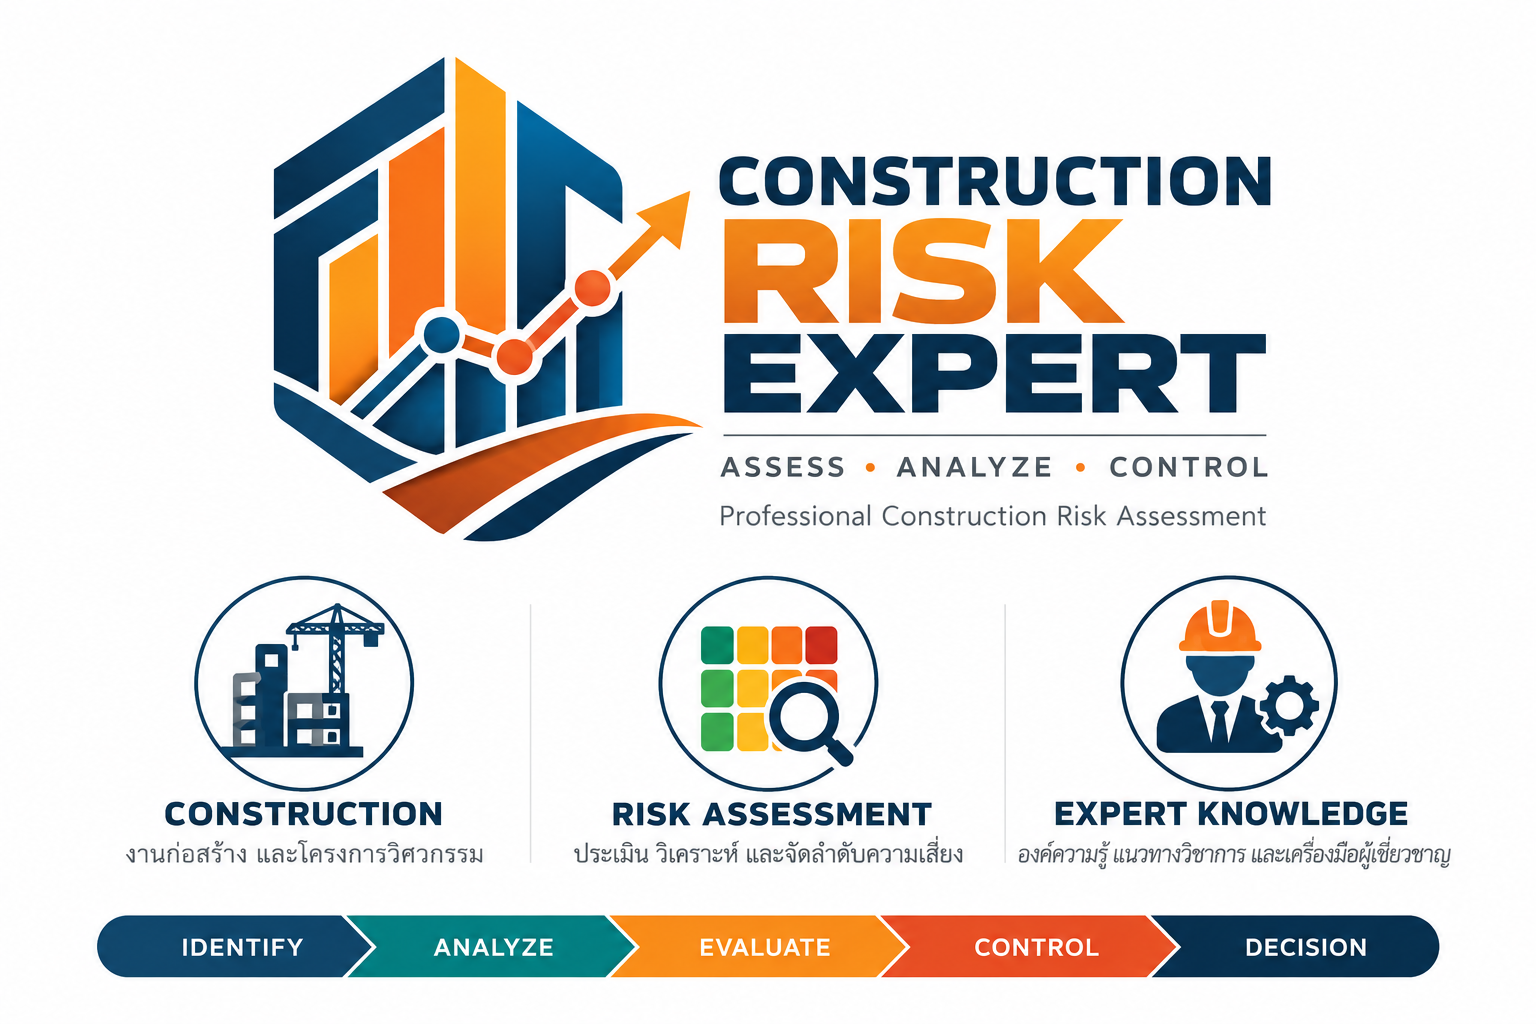 CONSTRUCTION
RISK
EXPERT
ASSESS • ANALYZE • CONTROL
Professional Construction Risk Assessment
CONSTRUCTION
งานก่อสร้าง และโครงการวิศวกรรม
RISK ASSESSMENT
ประเมิน วิเคราะห์ และจัดลำดับความเสี่ยง
EXPERT KNOWLEDGE
องค์ความรู้ แนวทางวิชาการ และเครื่องมือผู้เชี่ยวชาญ
IDENTIFY
ANALYZE
EVALUATE
CONTROL
DECISION